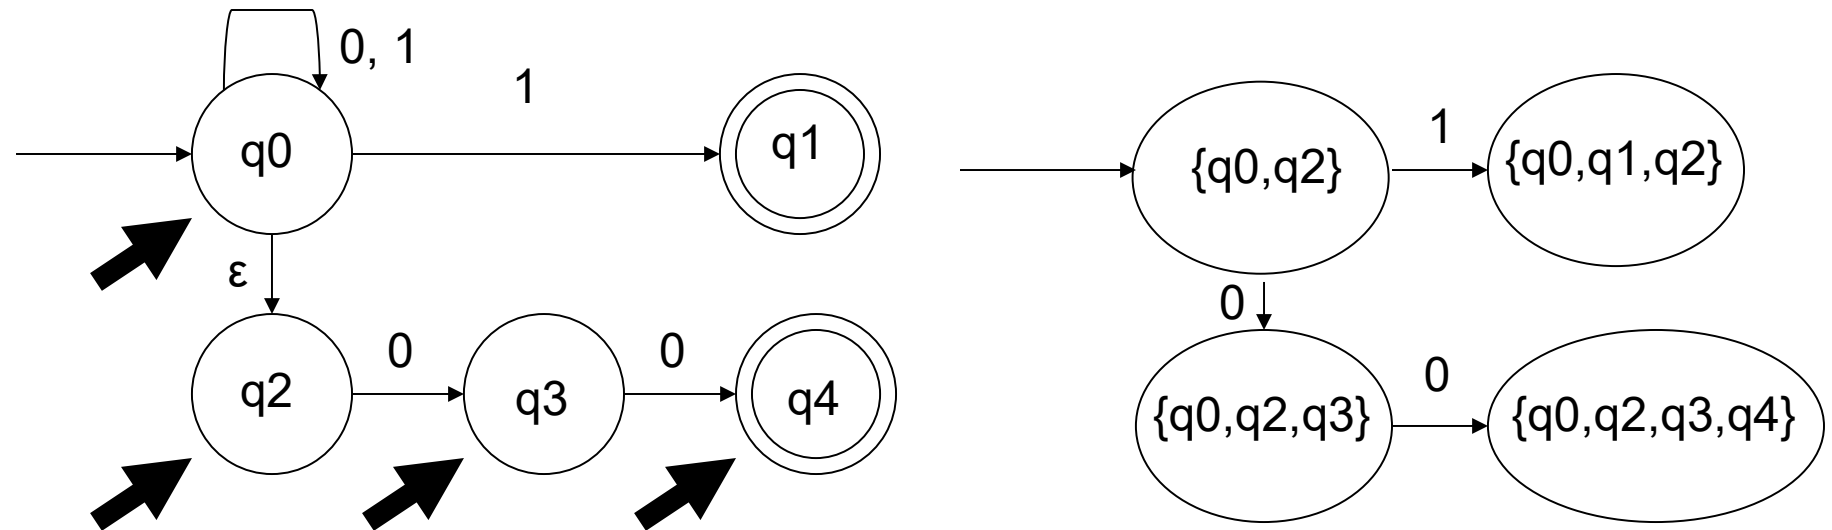 0, 1
1
q0
q1
ε
0
0
q2
q3
q4
1
{q0,q2}
{q0,q1,q2}
0
0
{q0,q2,q3}
{q0,q2,q3,q4}